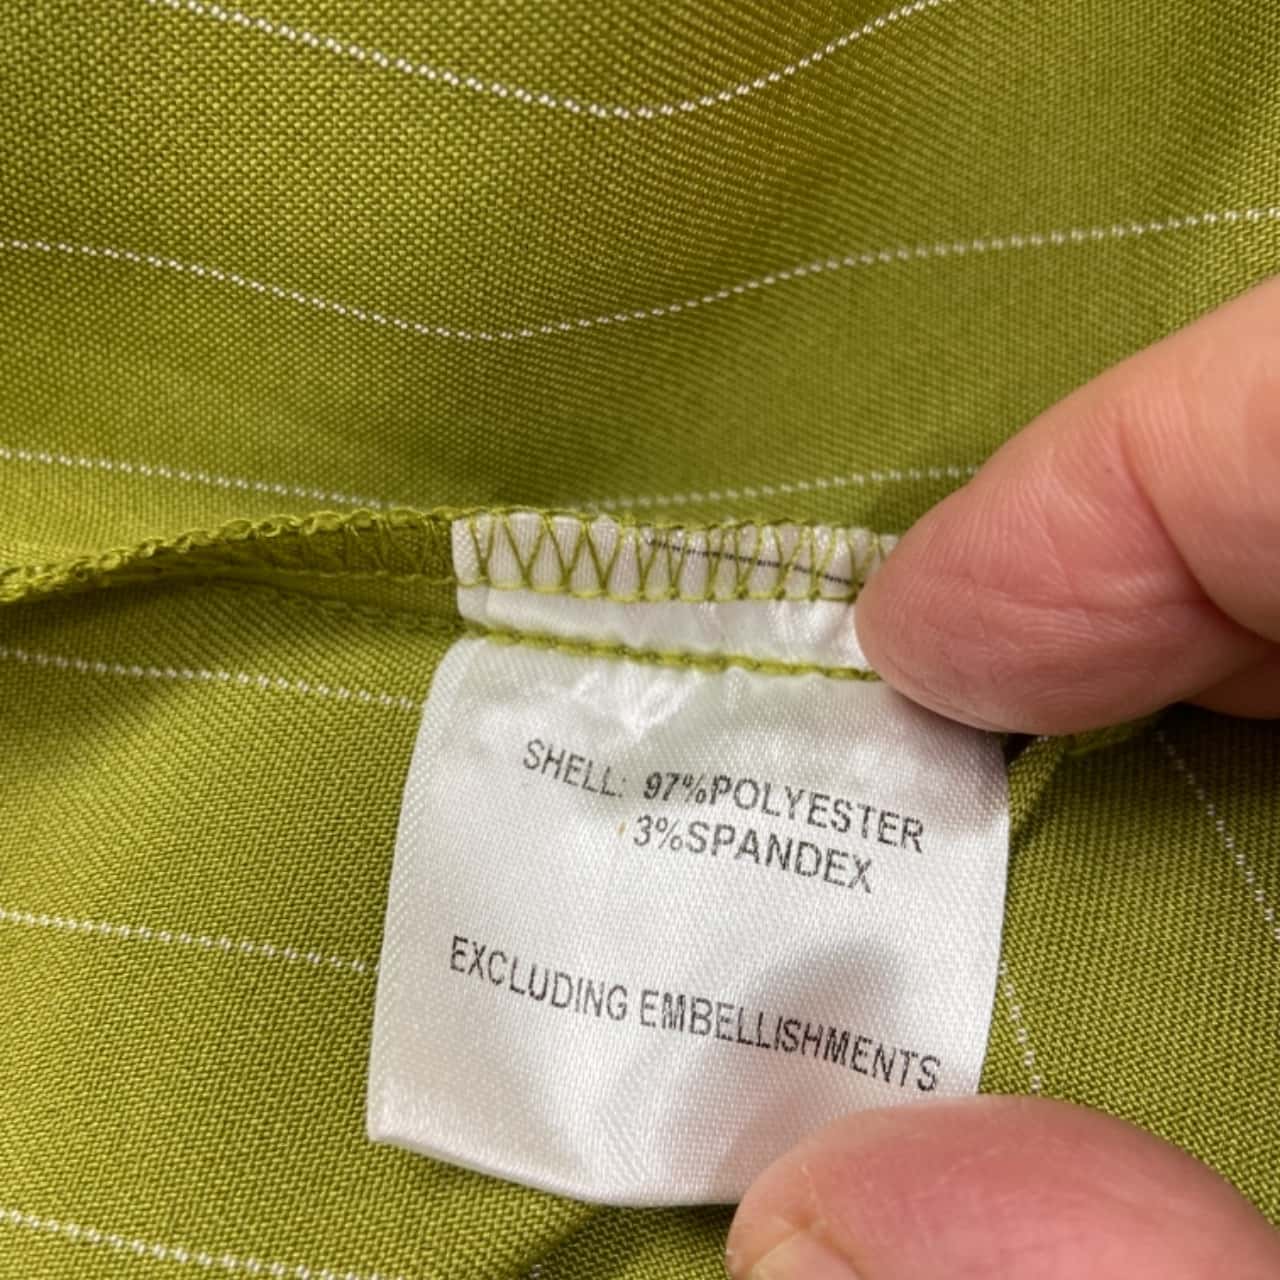 SHELL: 97%POLYESTER
3%SPANDEX
EXCLUDING EMBELLISHMENTS